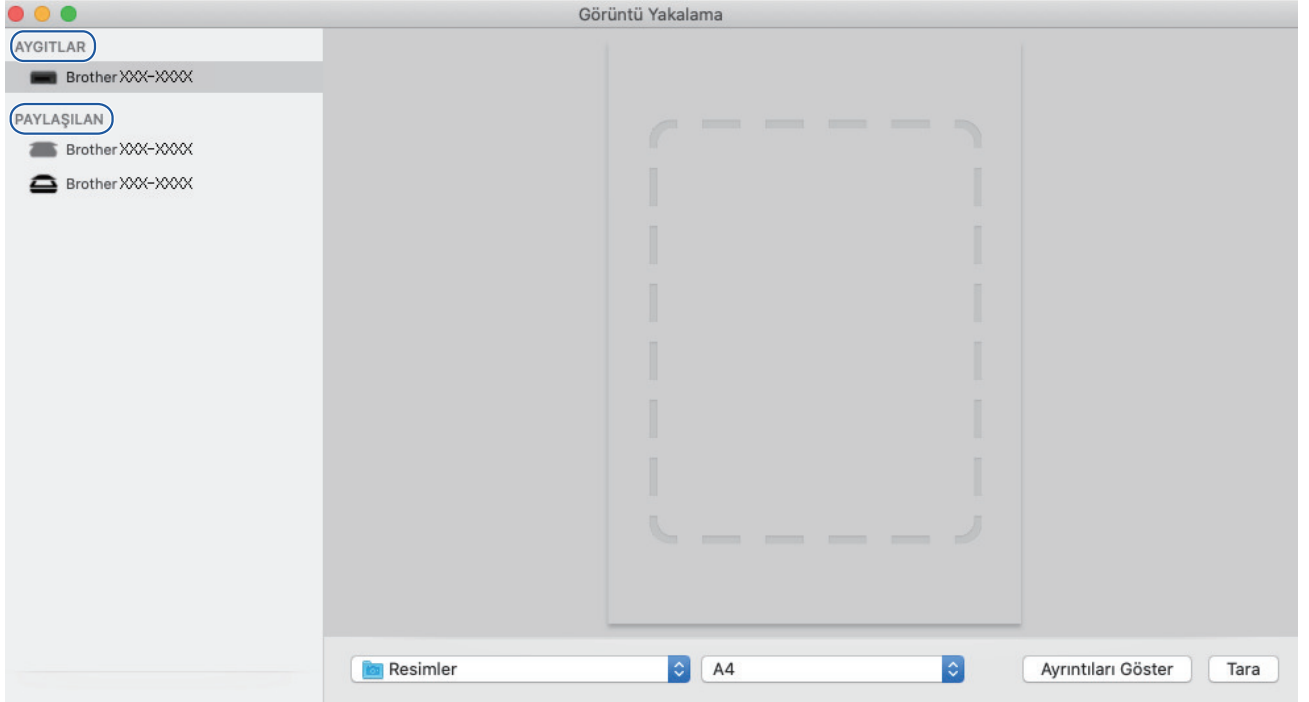 Görüntü Yakalama
AYGITLAR
Brother XXX-XXXX
PAYLAŞILAN
Brother XXX-XXXX
Brother XXX-XXXX
Resimler
A4
Ayrıntıları Göster
Tara